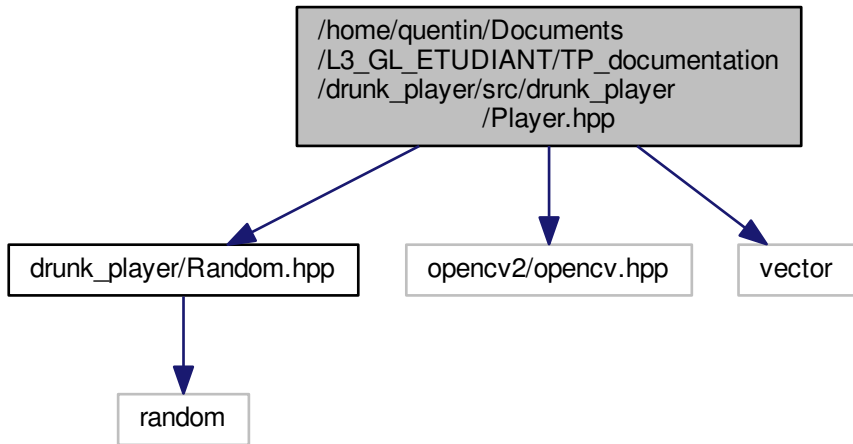 /home/quentin/Documents
/L3_GL_ETUDIANT/TP_documentation
/drunk_player/src/drunk_player
/Player.hpp
drunk_player/Random.hpp
opencv2/opencv.hpp
vector
random